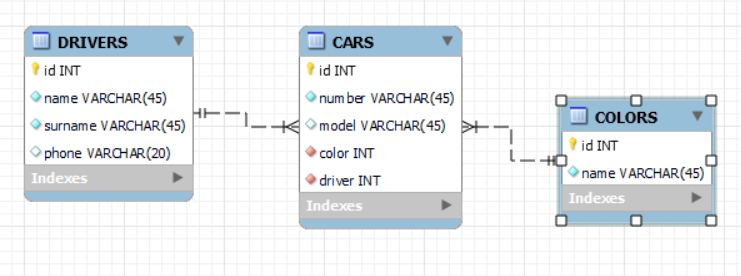 DRIVERS
id INT
name VARCHAR(45)
surname VARCHAR(45)
phone VARCHAR(20)
Indexes
CARS
id INT
number VARCHAR(45)
model VARCHAR(45)
color INT
driver INT
Indexes
COLORS
id INT
name VARCHAR(45)
Indexes